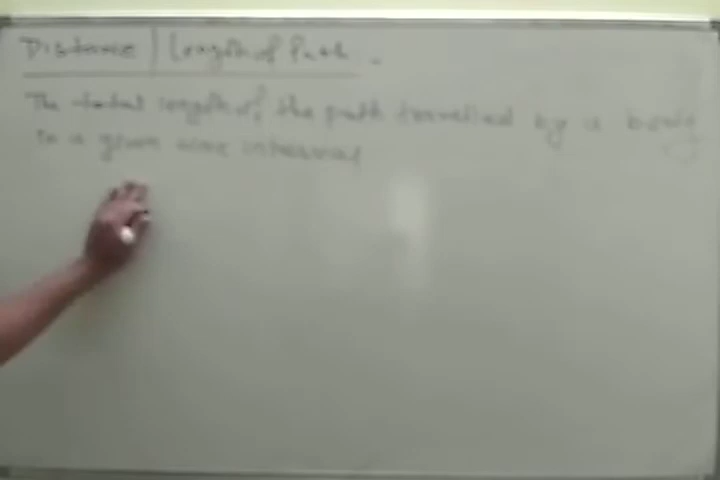 Distance | Length of Path.
The total length of the path travelled by a body
in a given time interval